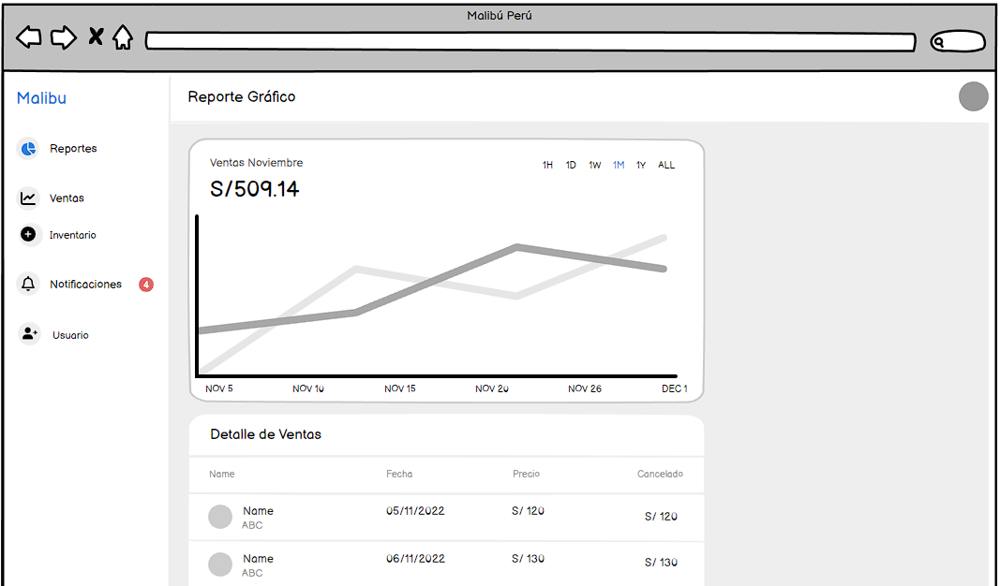 Malibú Perú
Malibu
Reporte Gráfico
Reportes
Ventas
Inventario
Notificaciones 4
Usuario
Ventas Noviembre
1H 1D 1W 1M 1Y ALL
S/509.14
NOV 5 NOV 10 NOV 15 NOV 20 NOV 26 DEC 1
Detalle de Ventas
Name Fecha Precio Cancelado
Name 05/11/2022 S/ 120 S/ 120
ABC
Name 06/11/2022 S/ 130 S/ 130
ABC